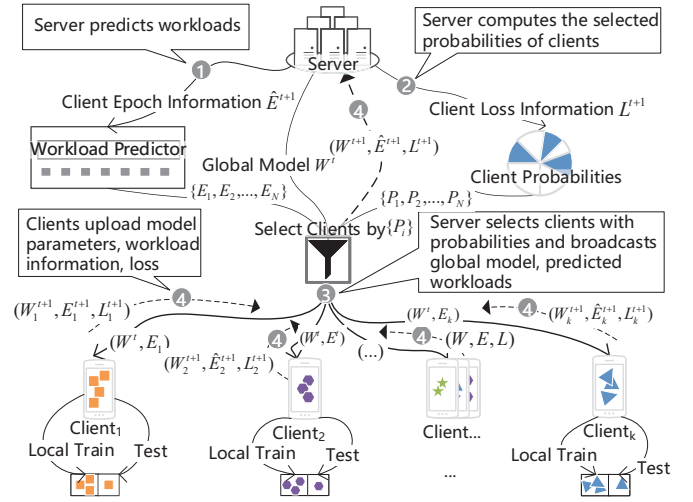 Server predicts workloads
Server computes the selected
probabilities of clients
Server
1
2
4
Client Epoch Information Ê^{t+1}
Client Loss Information L^{t+1}
Workload Predictor
(W^{t+1}, Ê^{t+1}, L^{t+1})
Global Model W^t
Client Probabilities
{E_1, E_2, ..., E_N}
{P_1, P_2, ..., P_N}
Clients upload model
parameters, workload
information, loss
Select Clients by{P_i}
Server selects clients with
probabilities and broadcasts
global model, predicted
workloads
3
(W_1^{t+1}, E_1^{t+1}, L_1^{t+1})
4
(W^t, E_k)
4
(W_k^{t+1}, Ê_k^{t+1}, L_k^{t+1})
(W^t, E_1)
4
(W^t, E^t)
(...)
4
(W, E, L)
(W_2^{t+1}, Ê_2^{t+1}, L_2^{t+1})
Client_1
Client_2
Client...
Client_k
Local Train
Test
Local Train
Test
...
Local Train
Test